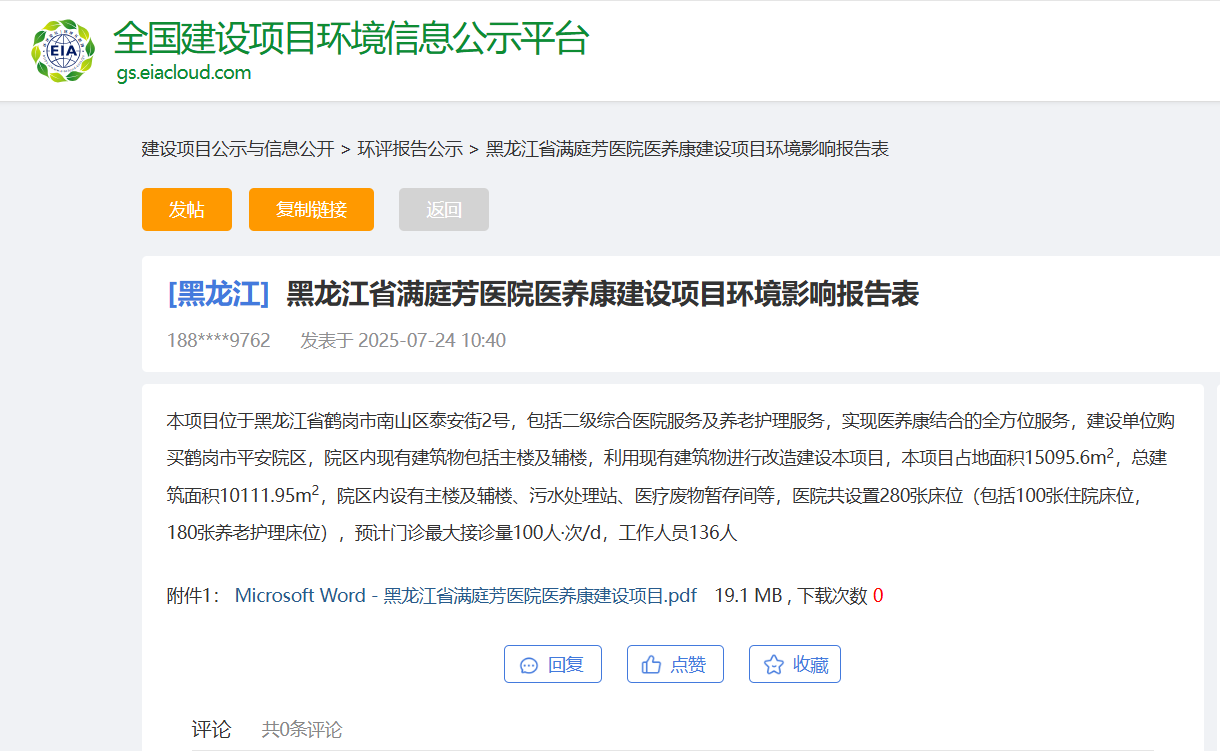 EIA
全国建设项目环境信息公示平台
gs.eiacloud.com
建设项目公示与信息公开 > 环评报告公示 > 黑龙江省满庭芳医院医养康建设项目环境影响报告表
发帖 复制链接 返回
[黑龙江] 黑龙江省满庭芳医院医养康建设项目环境影响报告表
188****9762 发表于 2025-07-24 10:40
本项目位于黑龙江省鹤岗市南山区泰安街2号，包括二级综合医院服务及养老护理服务，实现医养康结合的全方位服务，建设单位购
买鹤岗市平安院区，院区内现有建筑物包括主楼及辅楼，利用现有建筑物进行改造建设本项目，本项目占地面积15095.6m²，总建
筑面积10111.95m²，院区内设有主楼及辅楼、污水处理站、医疗废物暂存间等，医院共设置280张床位（包括100张住院床位，
180张养老护理床位），预计门诊最大接诊量100人·次/d，工作人员136人
附件1： Microsoft Word - 黑龙江省满庭芳医院医养康建设项目.pdf 19.1 MB , 下载次数 0
回复 点赞 收藏
评论 共0条评论